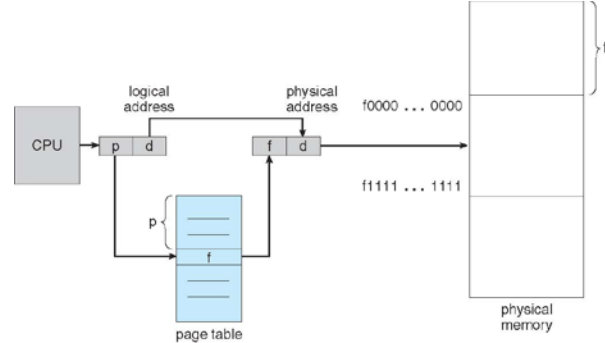 logical
address
physical
address
f
f0000 ... 0000
CPU
p
d
f
d
f1111 ... 1111
p
f
page table
physical
memory